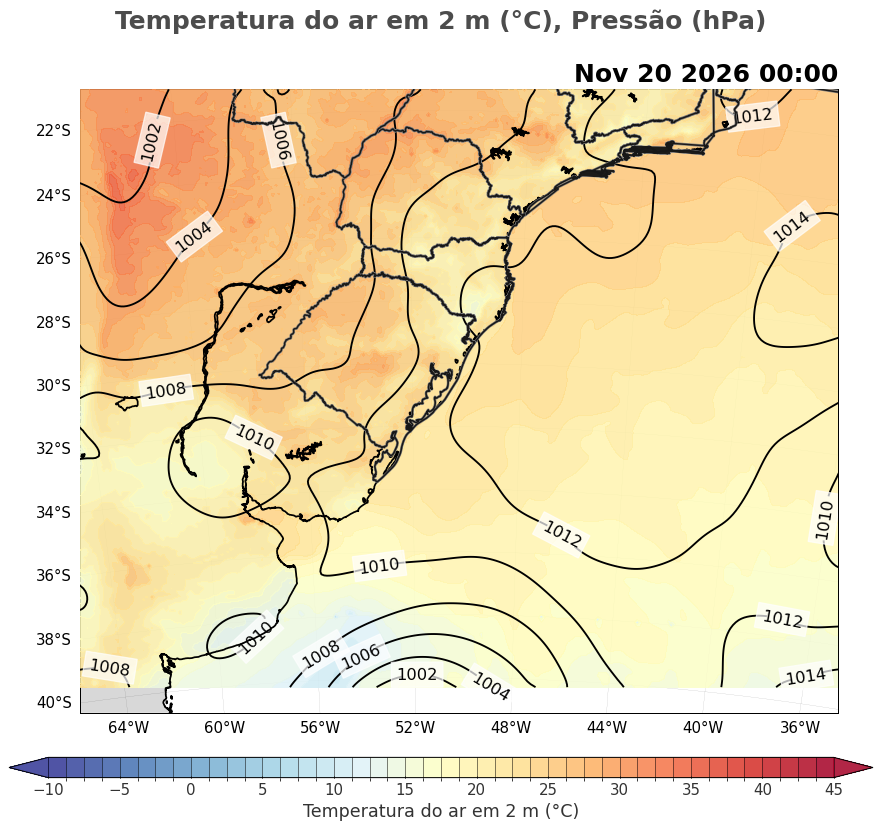 Temperatura do ar em 2 m (°C), Pressão (hPa)
Nov 20 2026 00:00
1012
22°S
1002
1006
24°S
1014
1004
26°S
28°S
30°S
1008
1010
32°S
34°S
1010
1012
36°S
1010
1012
38°S
1010
1008
1006
1008
1002
1004
1014
40°S
64°W 60°W 56°W 52°W 48°W 44°W 40°W 36°W
−10 −5 0 5 10 15 20 25 30 35 40 45
Temperatura do ar em 2 m (°C)